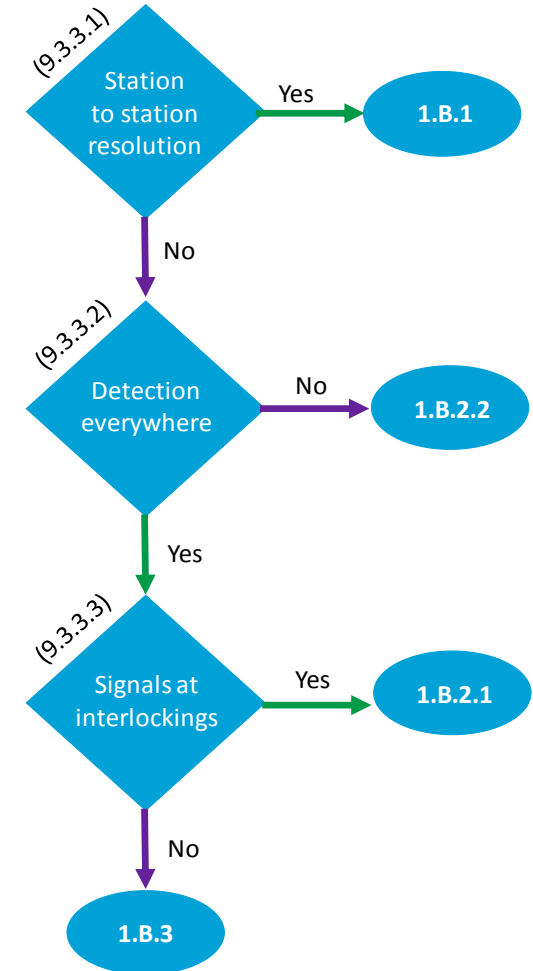 (9.3.3.1)
Station
to station
resolution
Yes
1.B.1
No
(9.3.3.2)
Detection
everywhere
No
1.B.2.2
Yes
(9.3.3.3)
Signals at
interlockings
Yes
1.B.2.1
No
1.B.3